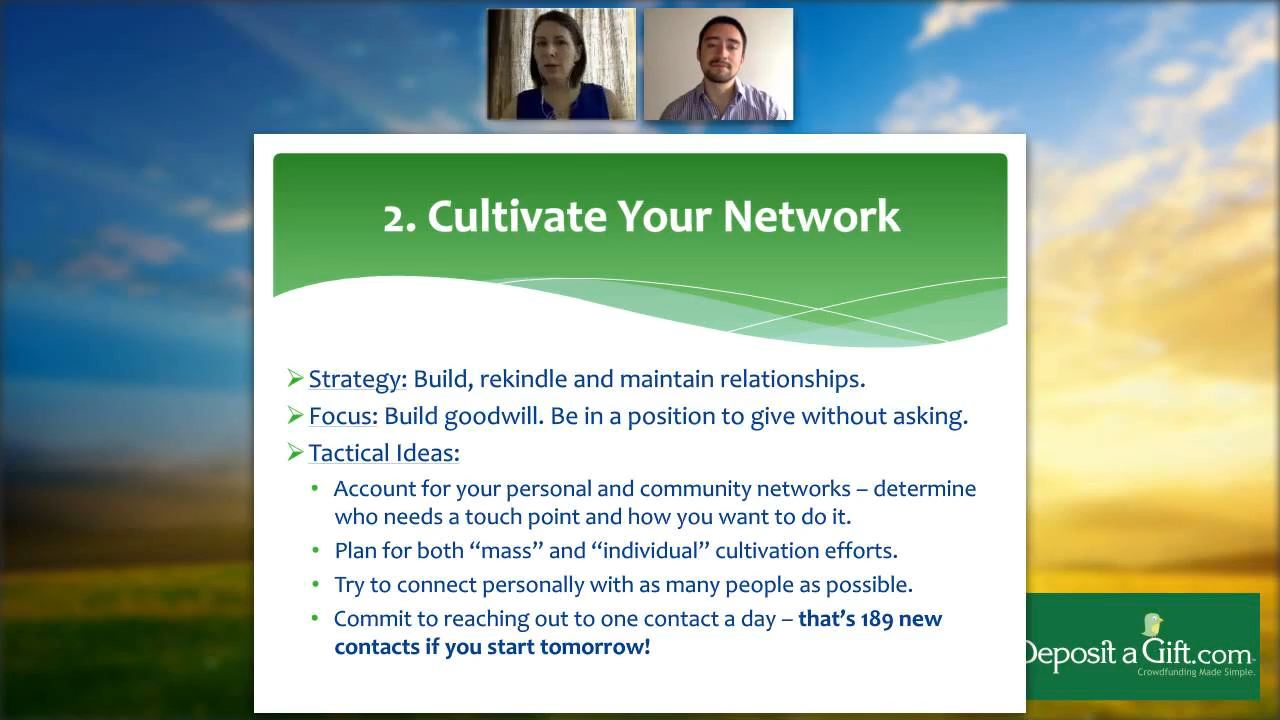 2. Cultivate Your Network
Strategy: Build, rekindle and maintain relationships.
Focus: Build goodwill. Be in a position to give without asking.
Tactical Ideas:
Account for your personal and community networks – determine
who needs a touch point and how you want to do it.
Plan for both “mass” and “individual” cultivation efforts.
Try to connect personally with as many people as possible.
Commit to reaching out to one contact a day – that’s 189 new
contacts if you start tomorrow!
Deposit a Gift.com
Crowdfunding Made Simple.